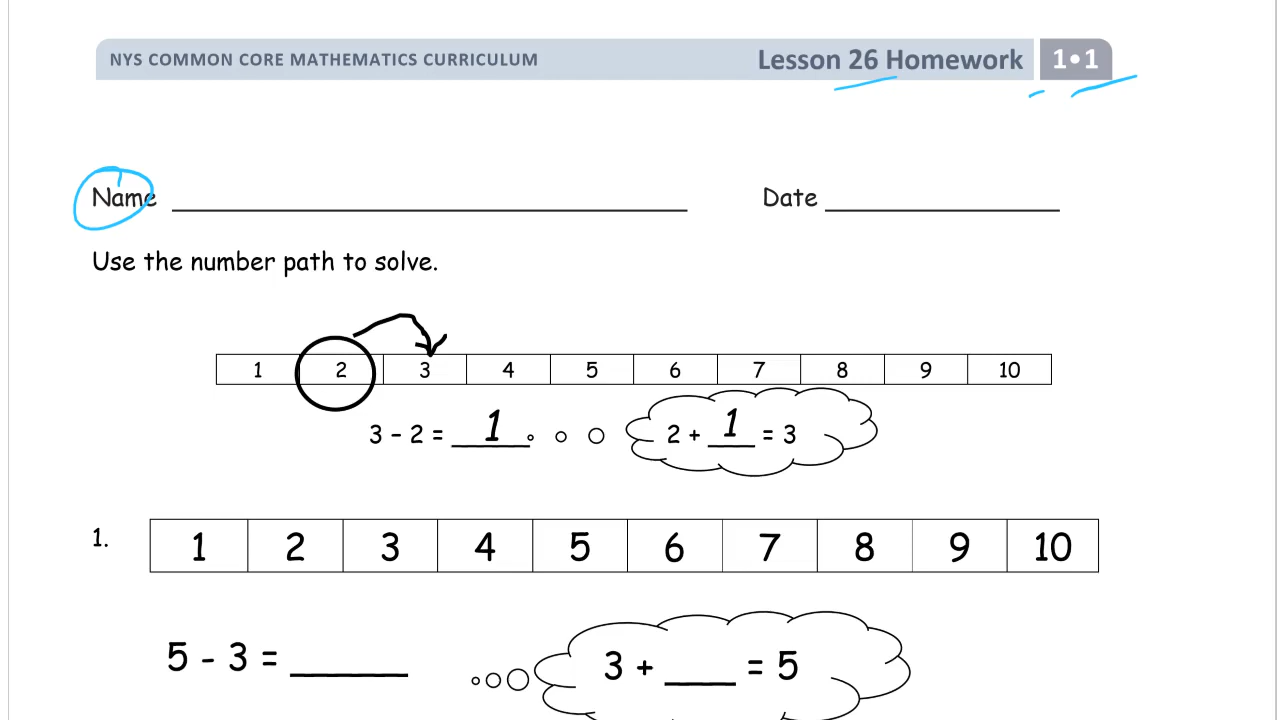 NYS COMMON CORE MATHEMATICS CURRICULUM Lesson 26 Homework 1•1
Name Date
Use the number path to solve.
1 2 3 4 5 6 7 8 9 10
3 - 2 = 1 2 + 1 = 3
1. 1 2 3 4 5 6 7 8 9 10
5 - 3 = ______ 3 + ____ = 5